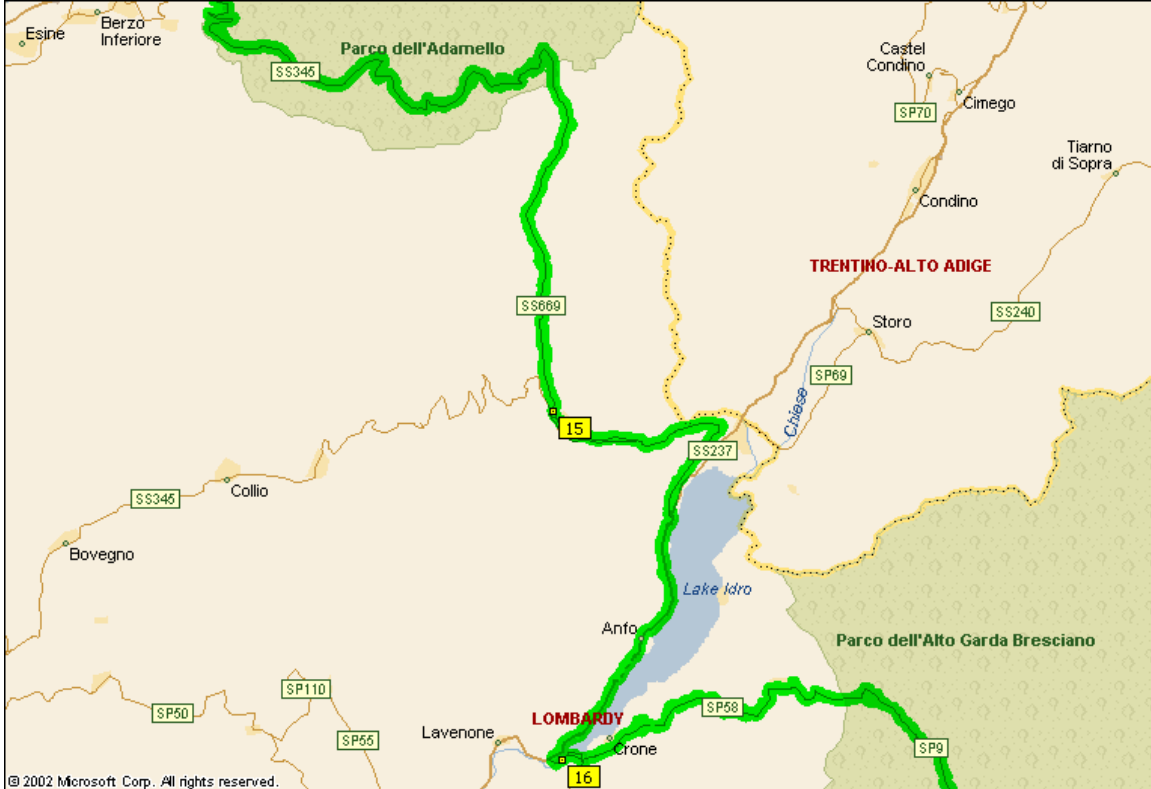 Esine
Berzo
Inferiore
Parco dell'Adamello
SS345
Castel
Condino
Cimego
SP70
Tiarno
di Sopra
Condino
TRENTINO-ALTO ADIGE
SS669
SS240
Storo
SP69
Chiese
15
SS237
Collio
SS345
Bovegno
Lake Idro
Anfo
Parco dell'Alto Garda Bresciano
SP110
SP50
LOMBARDY
SP58
Lavenone
SP55
Crone
SP9
16
© 2002 Microsoft Corp. All rights reserved.